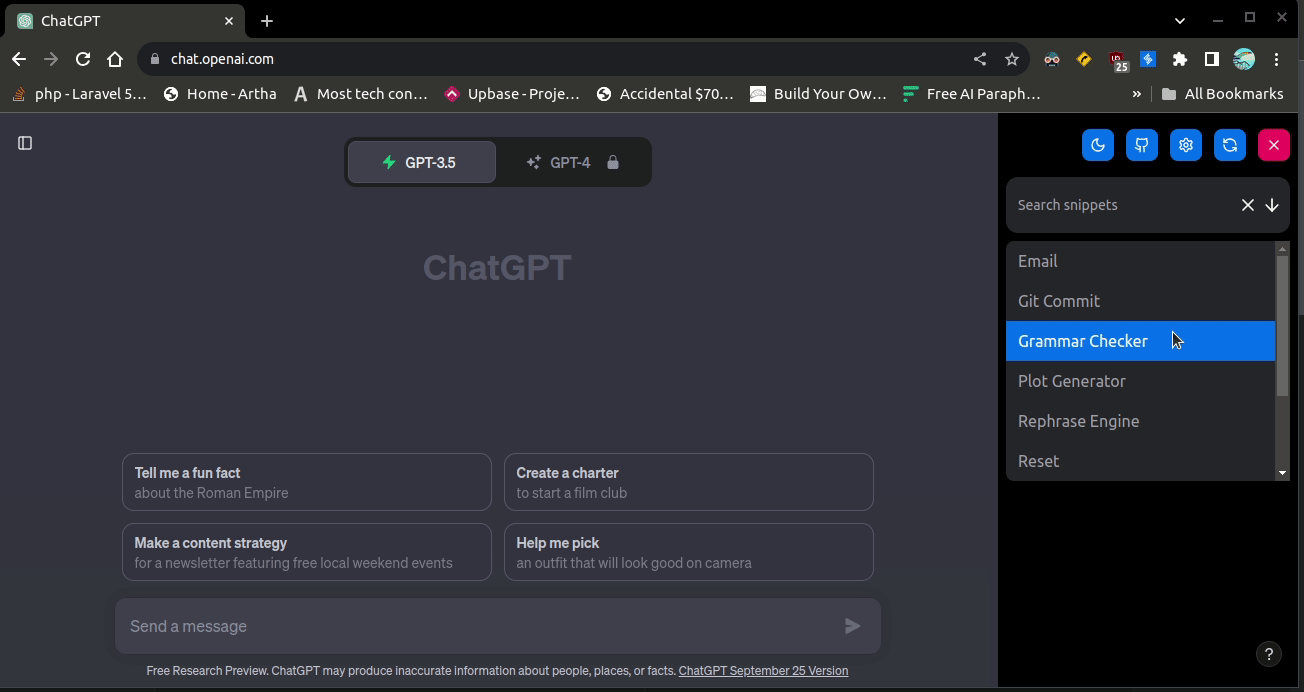 ChatGPT
chat.openai.com
25
php - Laravel 5...
Home - Artha
Most tech con...
Upbase - Proje...
Accidental $70...
Build Your Ow...
Free AI Paraph...
»
All Bookmarks
GPT-3.5
GPT-4
ChatGPT
Tell me a fun fact
about the Roman Empire
Create a charter
to start a film club
Make a content strategy
for a newsletter featuring free local weekend events
Help me pick
an outfit that will look good on camera
Send a message
Free Research Preview. ChatGPT may produce inaccurate information about people, places, or facts. ChatGPT September 25 Version
Search snippets
Email
Git Commit
Grammar Checker
Plot Generator
Rephrase Engine
Reset
?